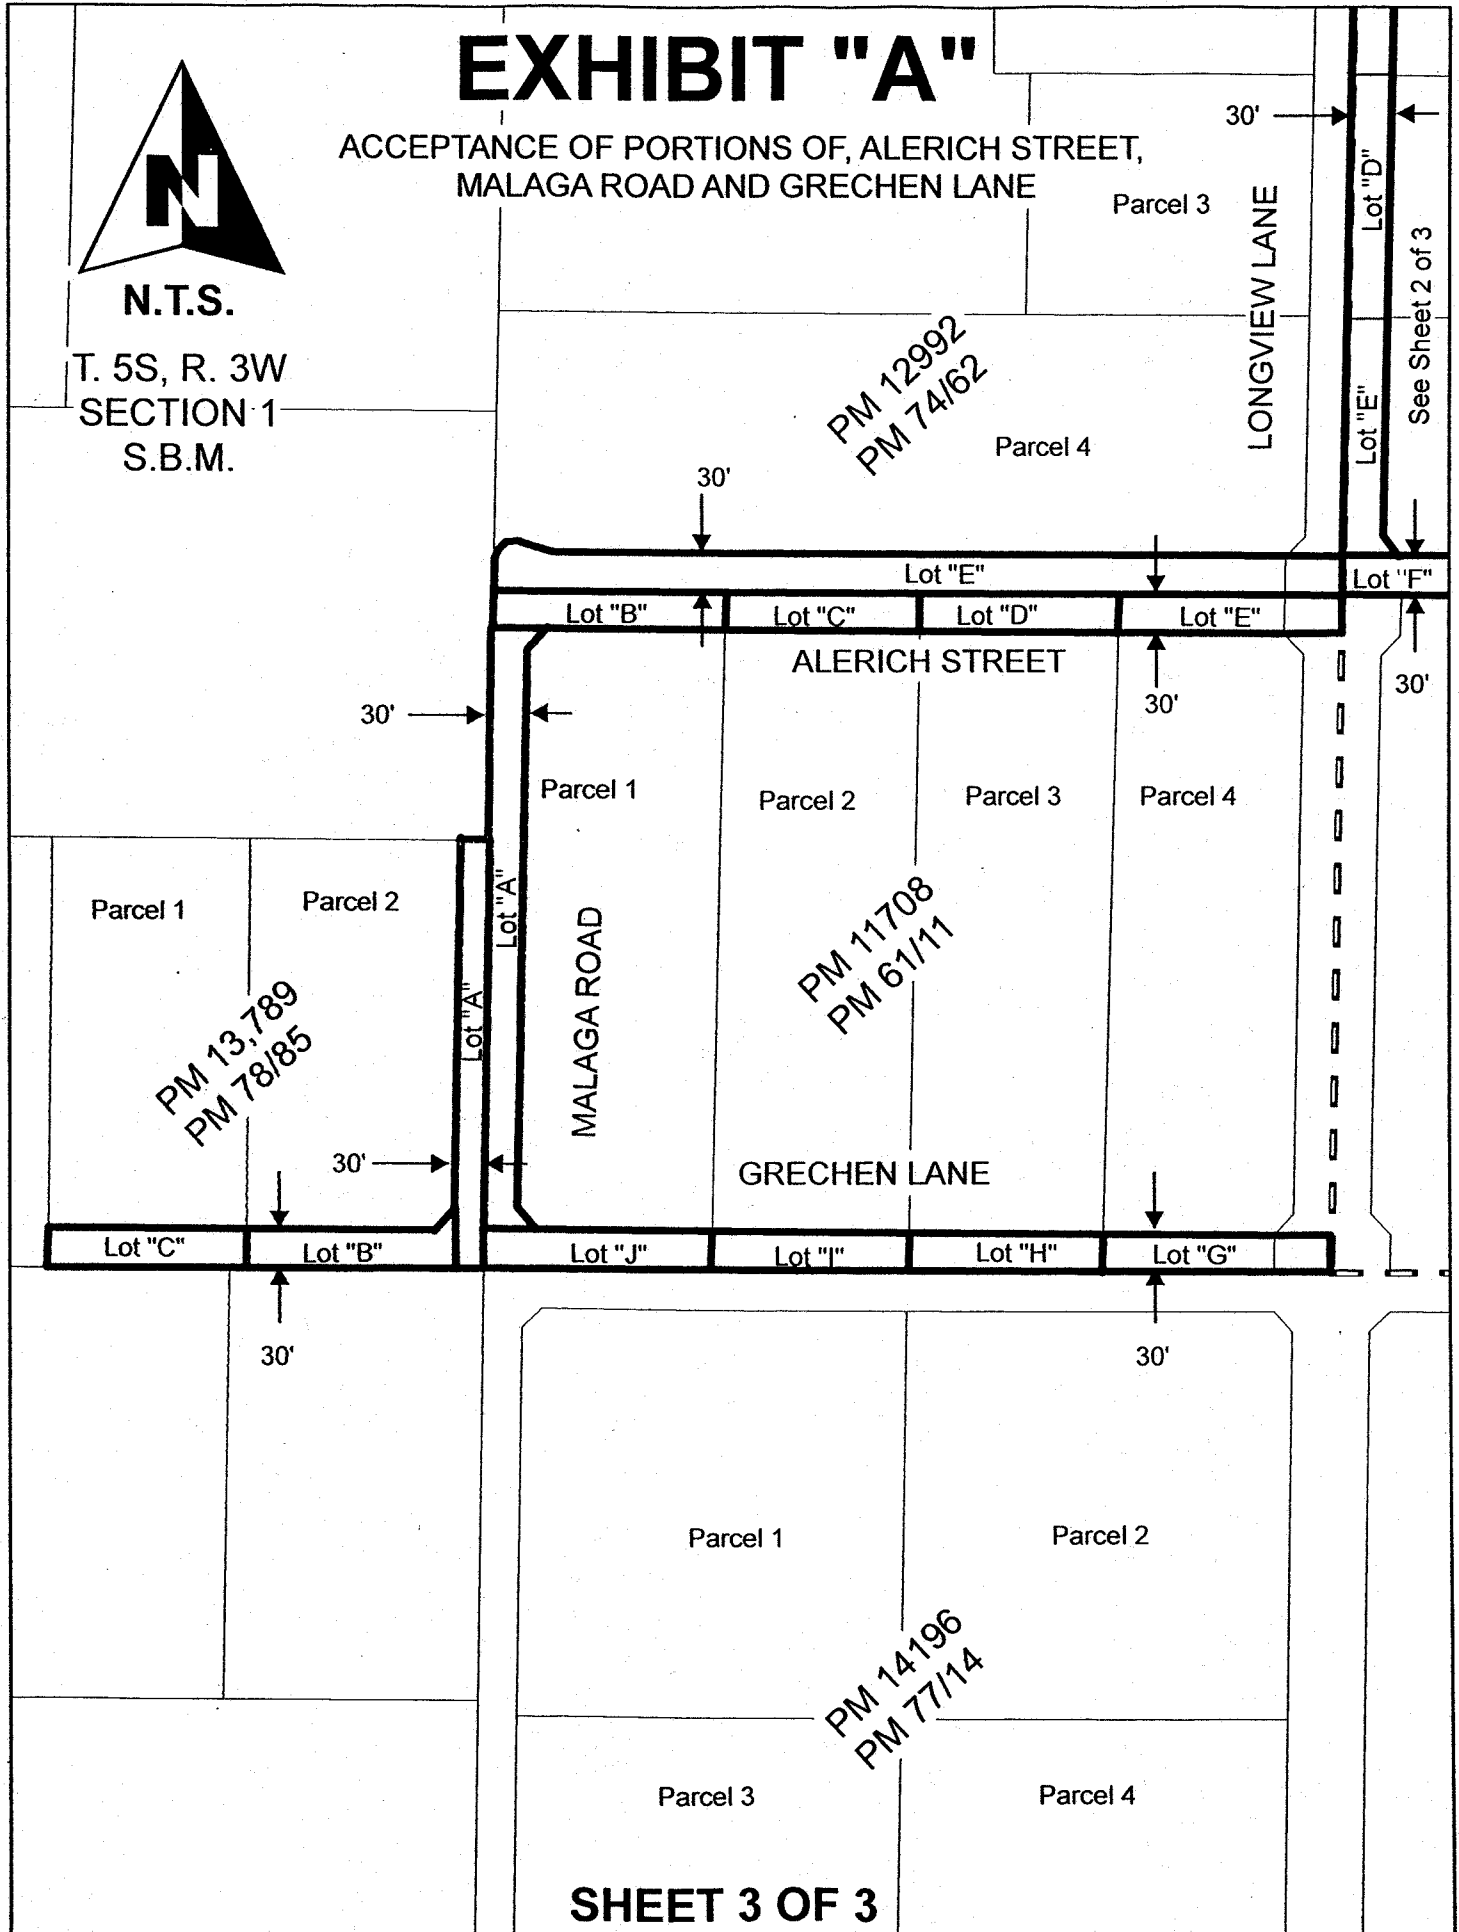 EXHIBIT "A"
ACCEPTANCE OF PORTIONS OF, ALERICH STREET,
MALAGA ROAD AND GRECHEN LANE
N
N.T.S.
T. 5S, R. 3W
SECTION 1
S.B.M.
30'
Lot "D"
Parcel 3
LONGVIEW LANE
See Sheet 2 of 3
PM 12992
PM 74/62
Parcel 4
Lot "E"
30'
Lot "E"
Lot "F"
Lot "B"
Lot "C"
Lot "D"
Lot "E"
ALERICH STREET
30'
30'
30'
Parcel 1
Parcel 2
Parcel 3
Parcel 4
Parcel 1
Parcel 2
Lot "A"
Lot "A"
MALAGA ROAD
PM 11708
PM 61/11
PM 13,789
PM 78/85
30'
GRECHEN LANE
Lot "C"
Lot "B"
Lot "J"
Lot "I"
Lot "H"
Lot "G"
30'
30'
Parcel 1
Parcel 2
PM 14196
PM 77/14
Parcel 3
Parcel 4
SHEET 3 OF 3